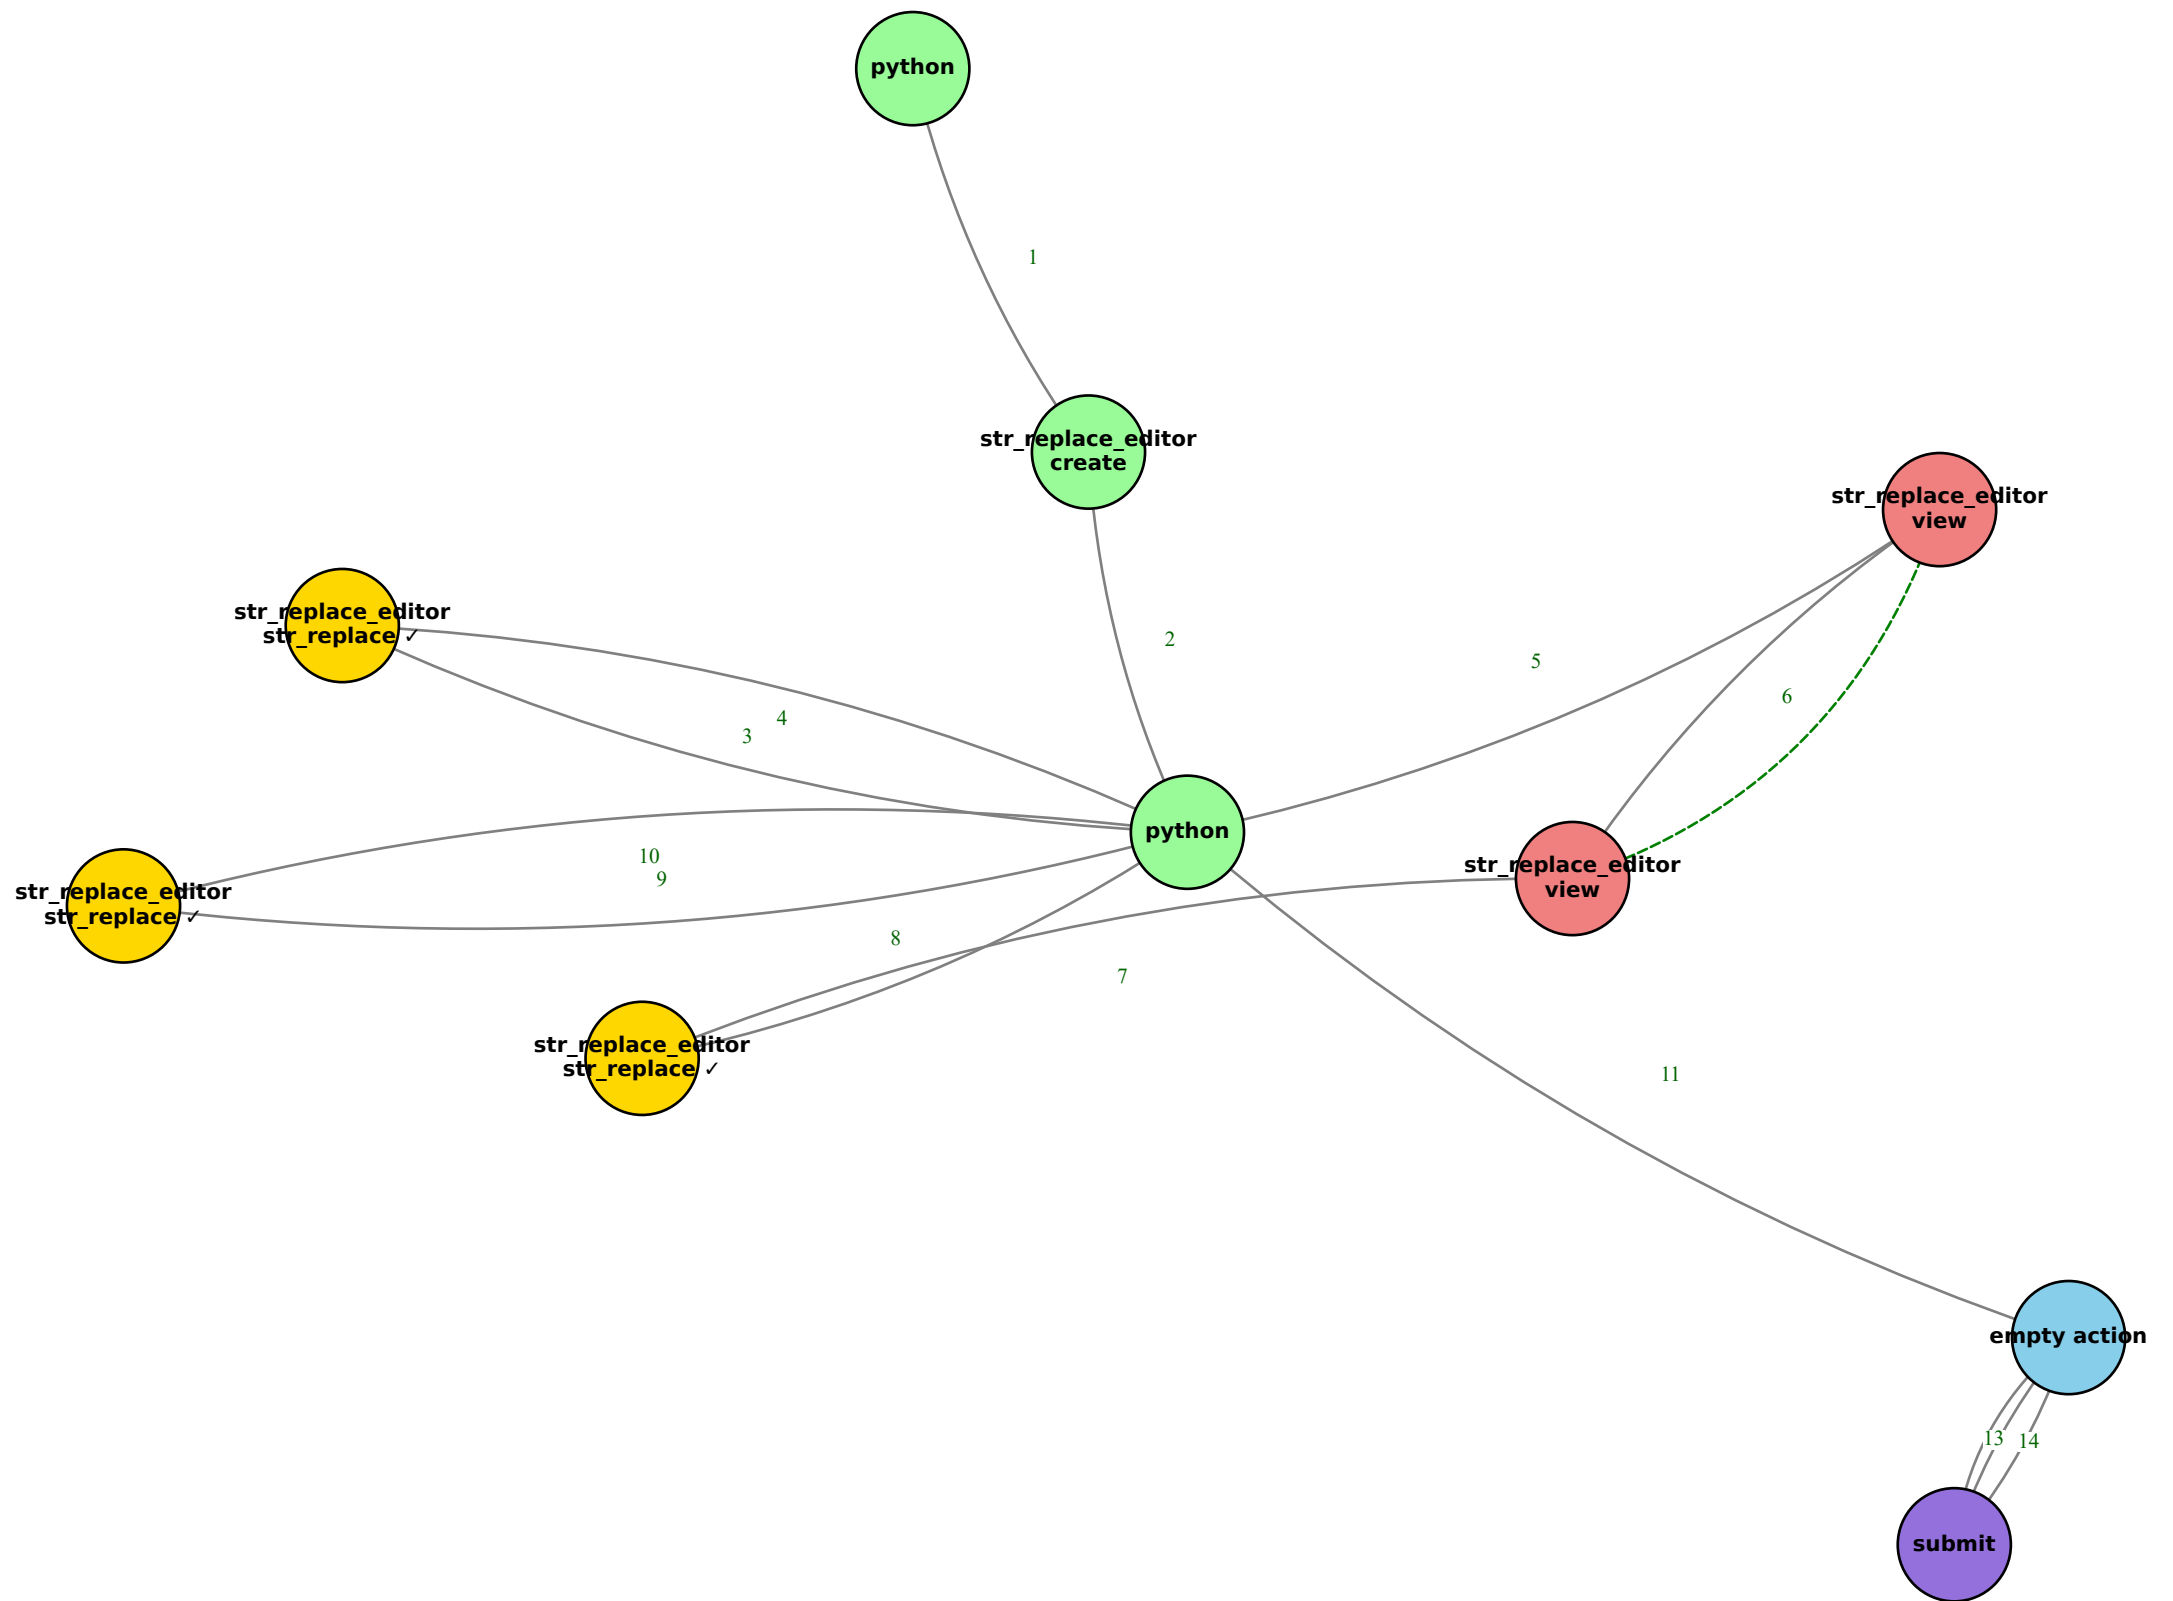 python
1
str_replace_editor
create
str_replace_editor
view
str_replace_editor
str_replace ✓
2
5
6
4
3
python
10
9
str_replace_editor
str_replace ✓
str_replace_editor
view
8
7
str_replace_editor
str_replace ✓
11
empty action
13
14
submit